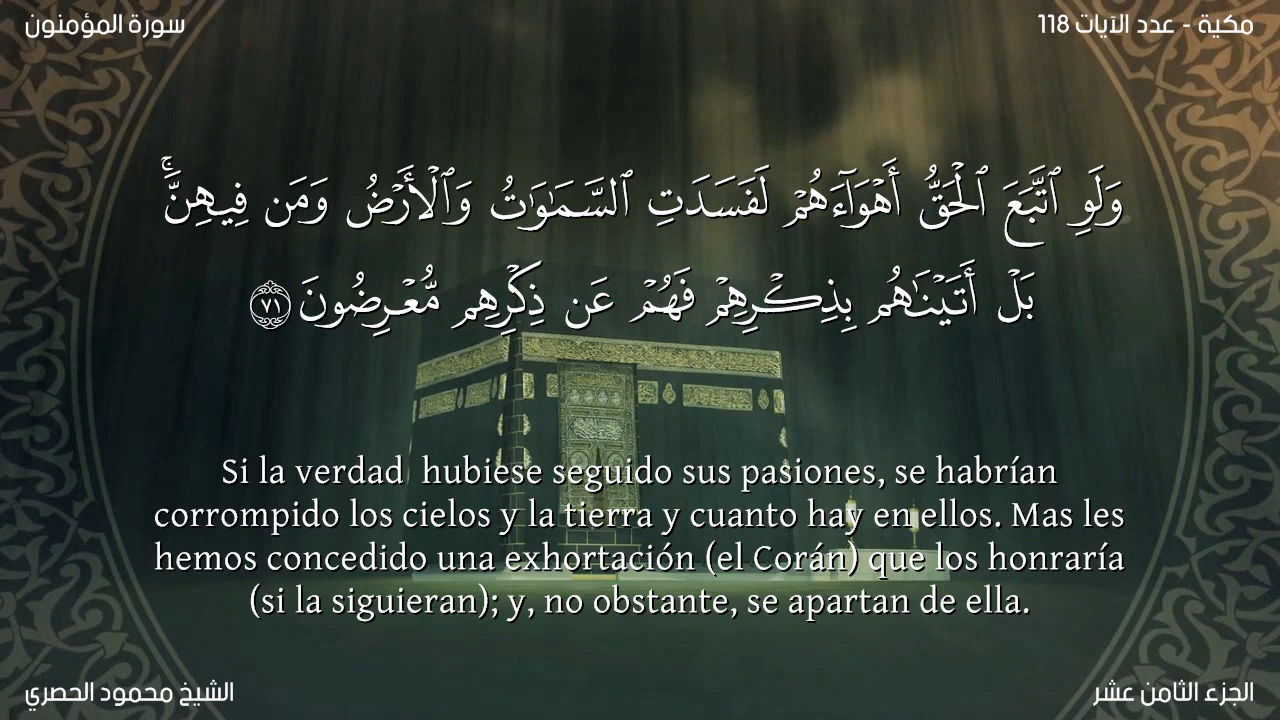 سورة المؤمنون
مكية - عدد الآيات 118
وَلَوِ ٱتَّبَعَ ٱلْحَقُّ أَهْوَآءَهُمْ لَفَسَدَتِ ٱلسَّمَـٰوَٰتُ وَٱلْأَرْضُ وَمَن فِيهِنَّ ۚ
بَلْ أَتَيْنَـٰهُم بِذِكْرِهِمْ فَهُمْ عَن ذِكْرِهِم مُّعْرِضُونَ ٧١
Si la verdad hubiese seguido sus pasiones, se habrían
corrompido los cielos y la tierra y cuanto hay en ellos. Mas les
hemos concedido una exhortación (el Corán) que los honraría
(si la siguieran); y, no obstante, se apartan de ella.
الشيخ محمود الحصري
الجزء الثامن عشر